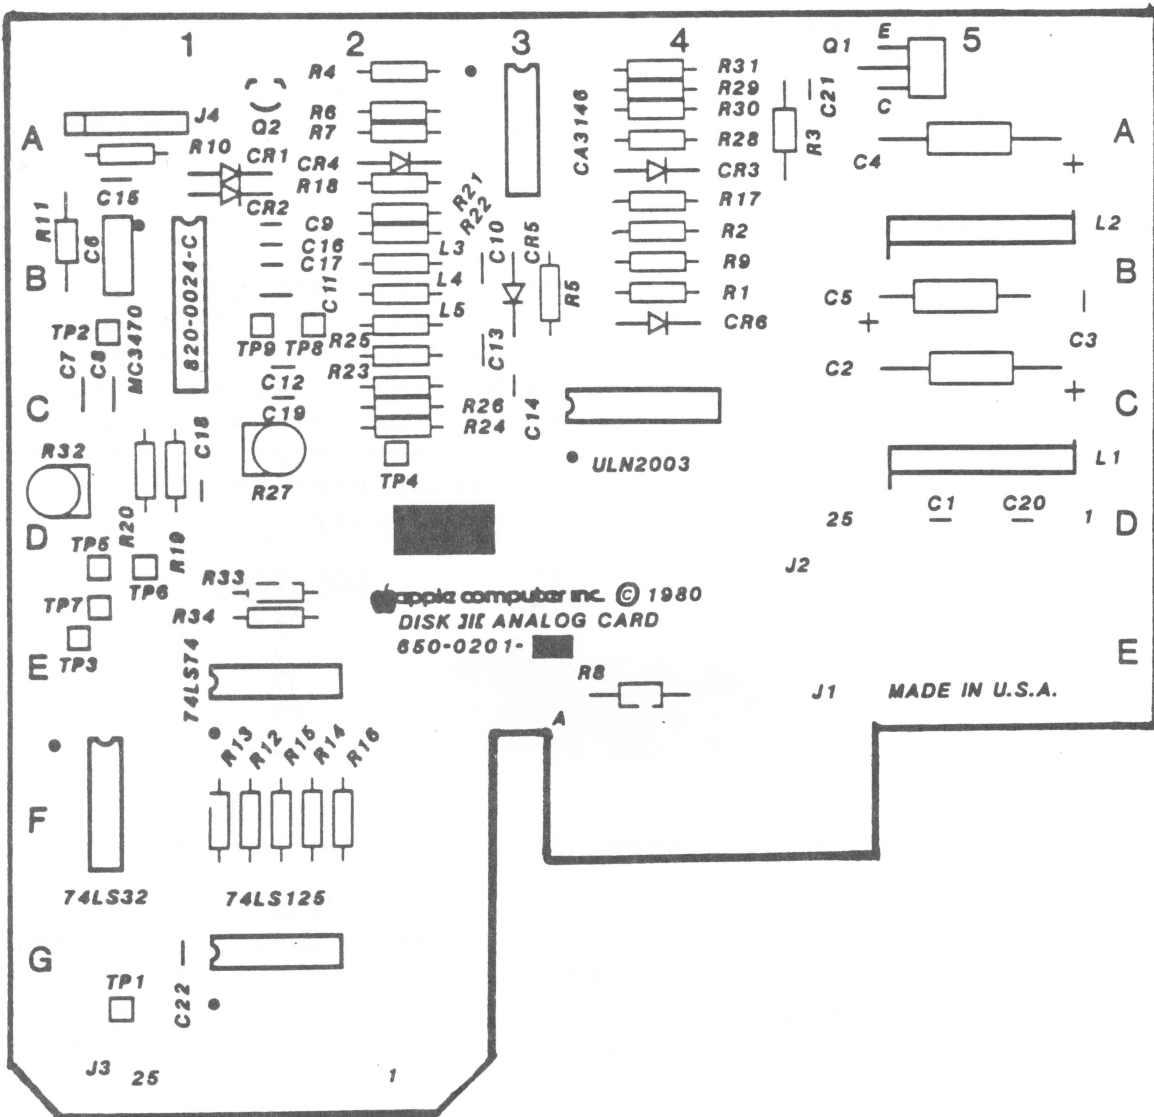 1
2
3
4
5
E
Q1
C
R4
R31
R29
R30
C21
CA3146
J4
Q2
R6
R7
R28
R3
A
A
R10
CR1
CR4
CR3
C4
+
C15
R18
R17
CR2
R21
R22
R11
C6
820-0024-C
C9
C16
C17
C11
L3
L4
L5
C10
CR5
R5
R2
R9
R1
CR6
L2
B
B
C5
+
C3
TP2
MC3470
TP9
TP8
R25
R23
C7
C8
C12
C19
C13
C14
C2
+
C
C
R26
R24
R32
C18
R27
TP4
ULN2003
L1
C1
C20
25
1
D
D
R20
R19
TP5
TP6
TP7
TP3
R33
R34
J2
apple computer inc. © 1980
DISK III ANALOG CARD
650-0201-
E
E
74LS74
R8
J1
MADE IN U.S.A.
A
R13
R12
R15
R14
R16
F
74LS32
74LS125
G
TP1
C22
J3
25
1